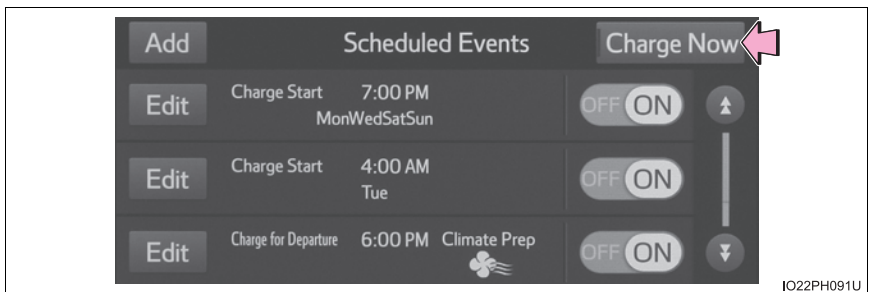 Add Scheduled Events Charge Now
Edit Charge Start 7:00 PM OFF ON
MonWedSatSun
Edit Charge Start 4:00 AM OFF ON
Tue
Edit Charge for Departure 6:00 PM Climate Prep OFF ON
IO22PH091U